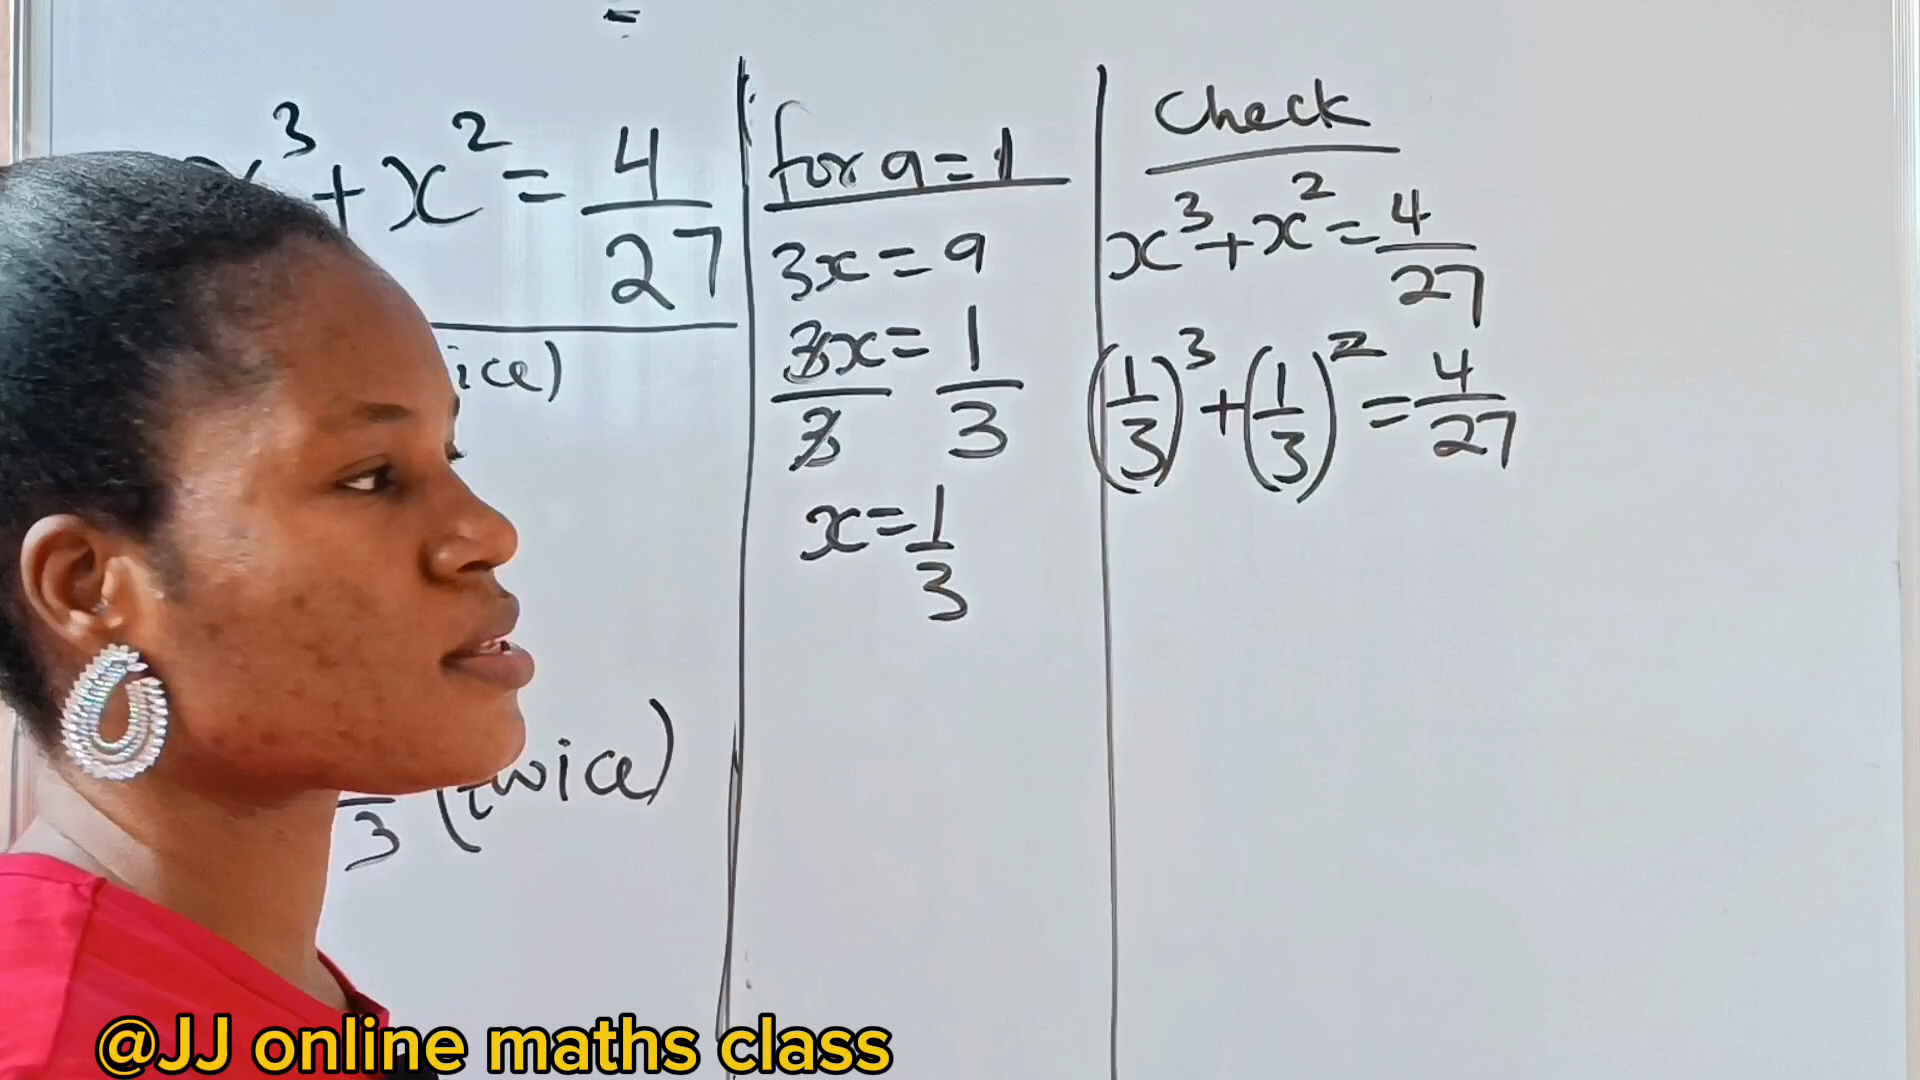 x³ + x² = 4/27
ice)
3 (twice)
for a = 1
3x = a
3x/3 = 1/3
x = 1/3
Check
x³ + x² = 4/27
(1/3)³ + (1/3)² = 4/27
@JJ online maths class